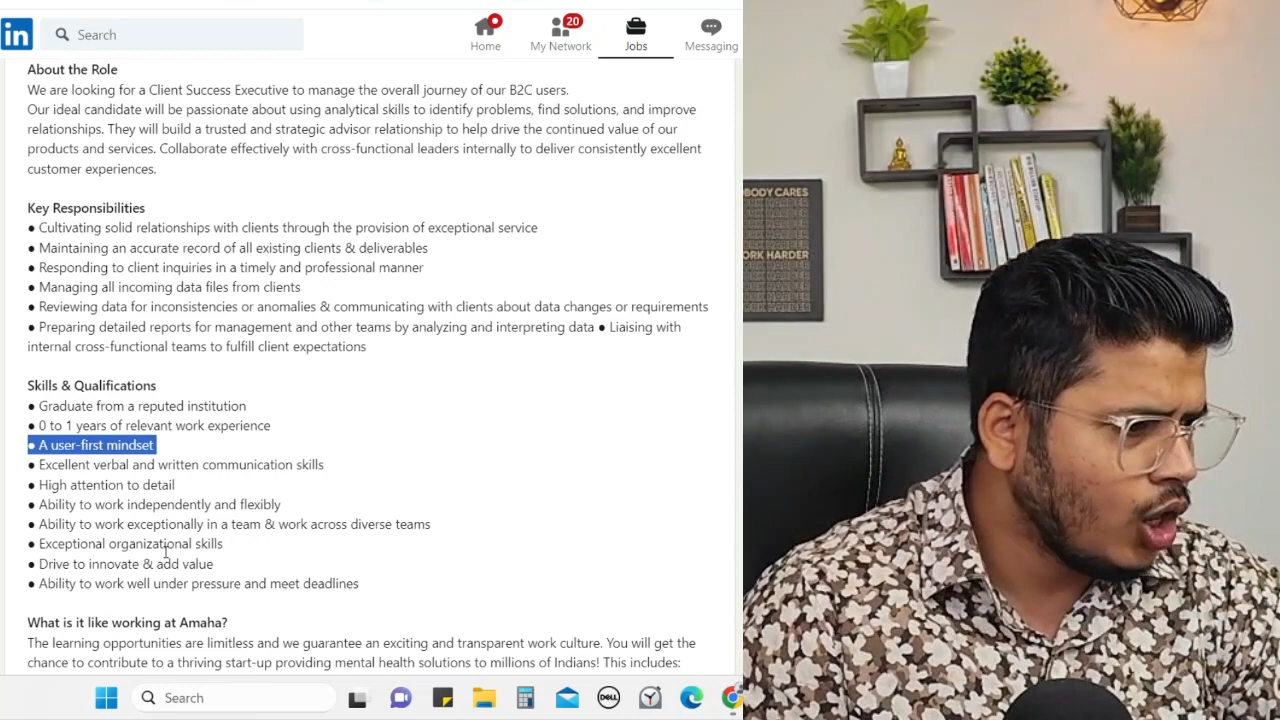 in
Search
20
Home
My Network
Jobs
Messaging
About the Role
We are looking for a Client Success Executive to manage the overall journey of our B2C users.
Our ideal candidate will be passionate about using analytical skills to identify problems, find solutions, and improve
relationships. They will build a trusted and strategic advisor relationship to help drive the continued value of our
products and services. Collaborate effectively with cross-functional leaders internally to deliver consistently excellent
customer experiences.
Key Responsibilities
● Cultivating solid relationships with clients through the provision of exceptional service
● Maintaining an accurate record of all existing clients & deliverables
● Responding to client inquiries in a timely and professional manner
● Managing all incoming data files from clients
● Reviewing data for inconsistencies or anomalies & communicating with clients about data changes or requirements
● Preparing detailed reports for management and other teams by analyzing and interpreting data ● Liaising with
internal cross-functional teams to fulfill client expectations
Skills & Qualifications
● Graduate from a reputed institution
● 0 to 1 years of relevant work experience
● A user-first mindset
● Excellent verbal and written communication skills
● High attention to detail
● Ability to work independently and flexibly
● Ability to work exceptionally in a team & work across diverse teams
● Exceptional organizational skills
● Drive to innovate & add value
● Ability to work well under pressure and meet deadlines
What is it like working at Amaha?
The learning opportunities are limitless and we guarantee an exciting and transparent work culture. You will get the
chance to contribute to a thriving start-up providing mental health solutions to millions of Indians! This includes:
Search
DELL
BODY CARES
WORK HARDER
ORK HARDER